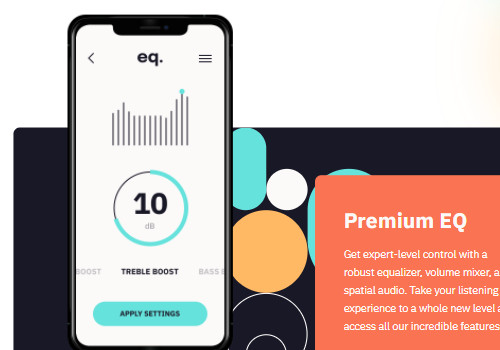 eq.
10
dB
BOOST
TREBLE BOOST
BASS
APPLY SETTINGS
Premium EQ
Get expert-level control with a
robust equalizer, volume mixer,
spatial audio. Take your listening
experience to a whole new level
access all our incredible features